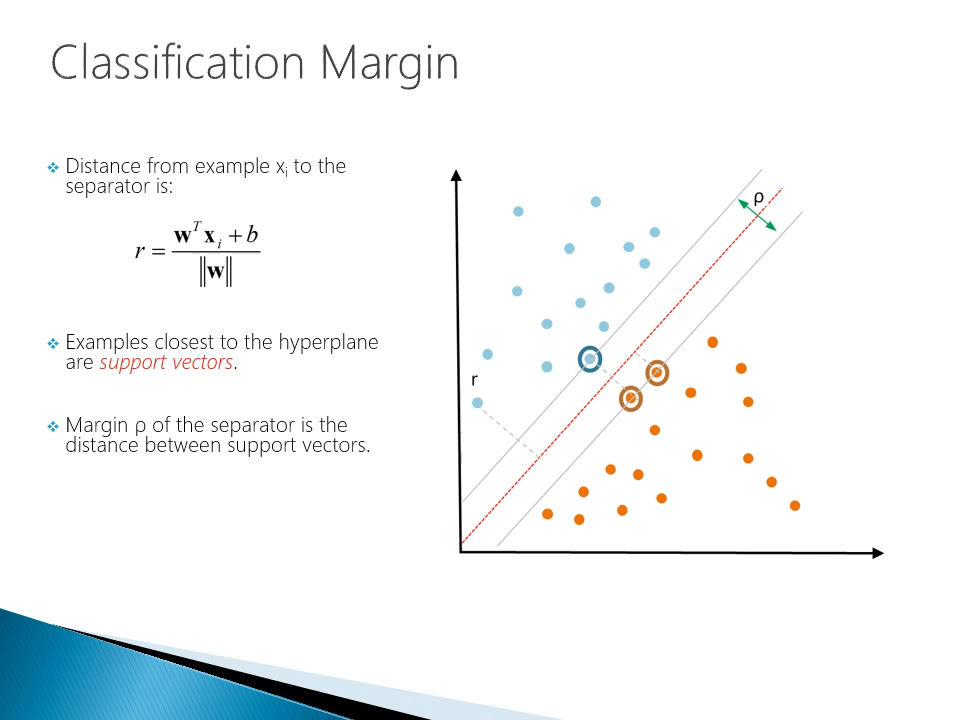 Classification Margin
❖ Distance from example xᵢ to the
separator is:
r = (𝐰ᵀ𝐱ᵢ + b) / ‖𝐰‖
❖ Examples closest to the hyperplane
are support vectors.
❖ Margin ρ of the separator is the
distance between support vectors.
ρ
r